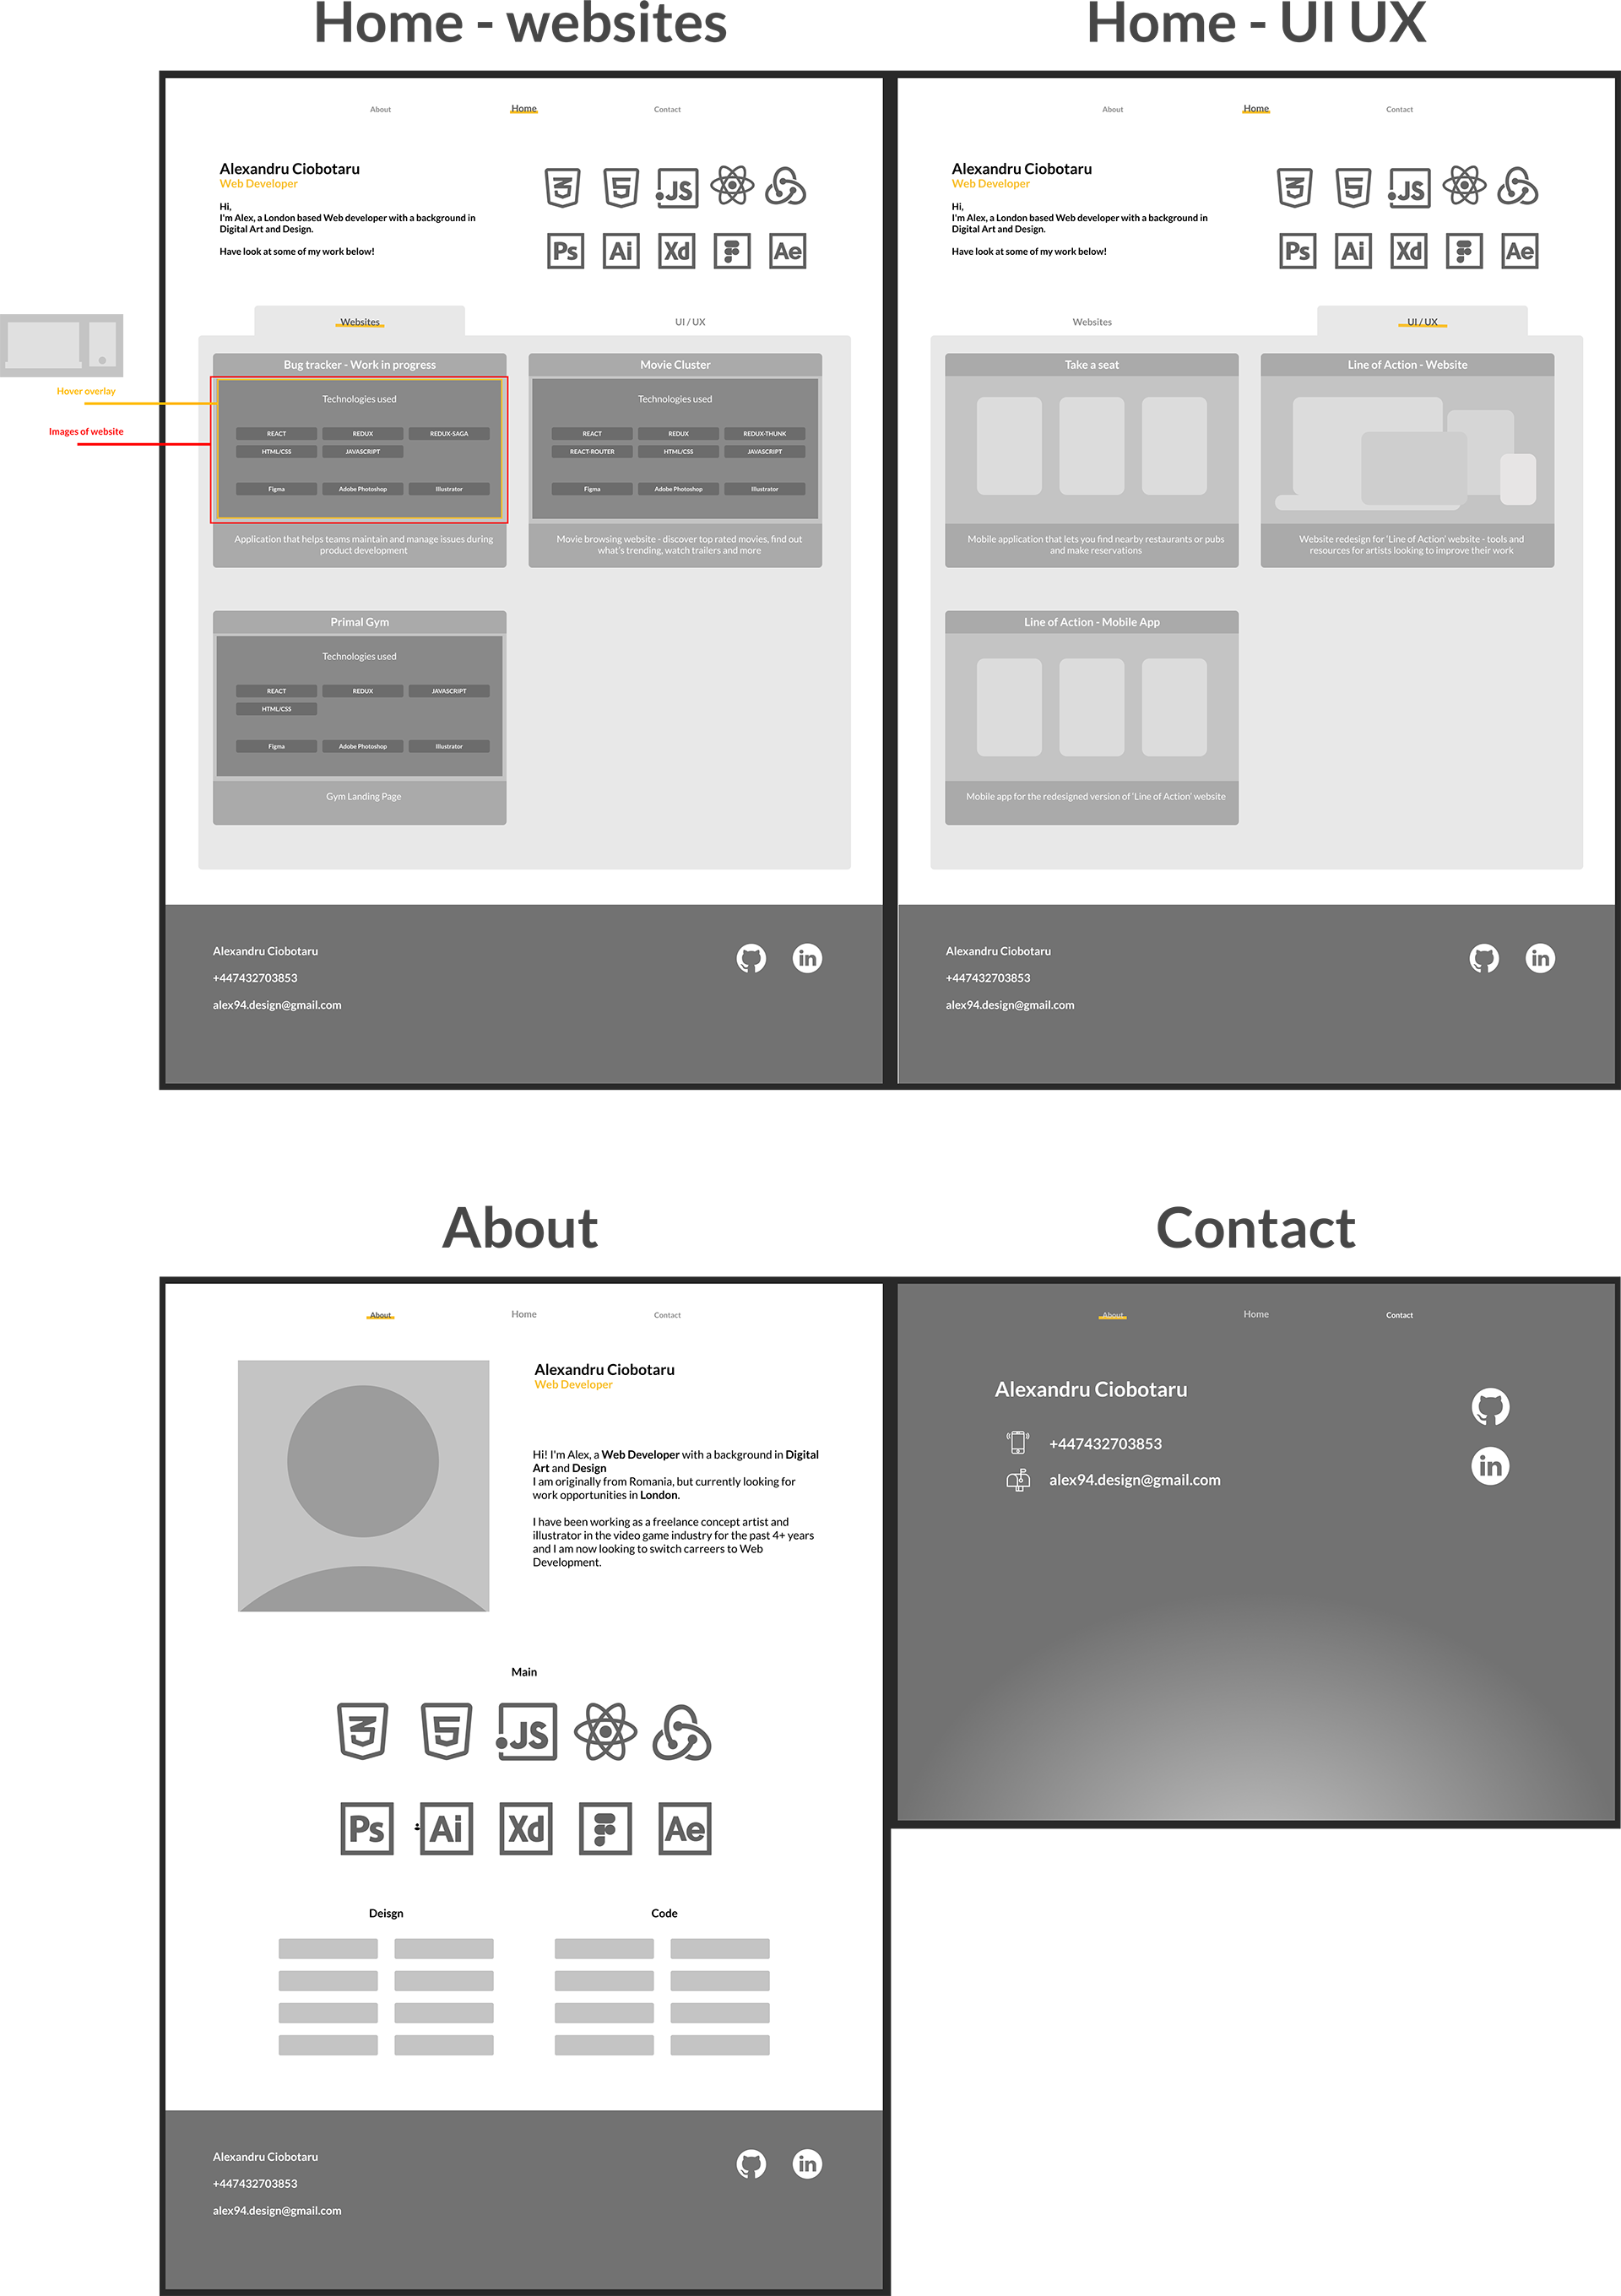 Home - websites
Home - UI UX
About
Home
Contact
Alexandru Ciobotaru
Web Developer
Hi,
I'm Alex, a London based Web developer with a background in
Digital Art and Design.
Have look at some of my work below!
3
5
JS
Ps
Ai
Xd
Ae
Websites
UI / UX
Hover overlay
Images of website
Bug tracker - Work in progress
Technologies used
REACT
REDUX
REDUX-SAGA
HTML/CSS
JAVASCRIPT
Figma
Adobe Photoshop
Illustrator
Application that helps teams maintain and manage issues during
product development
Movie Cluster
Technologies used
REACT
REDUX
REDUX-THUNK
REACT-ROUTER
HTML/CSS
JAVASCRIPT
Figma
Adobe Photoshop
Illustrator
Movie browsing website - discover top rated movies, find out
what's trending, watch trailers and more
Primal Gym
Technologies used
REACT
REDUX
JAVASCRIPT
HTML/CSS
Figma
Adobe Photoshop
Illustrator
Gym Landing Page
Alexandru Ciobotaru
+447432703853
alex94.design@gmail.com
in
About
Home
Contact
Alexandru Ciobotaru
Web Developer
Hi,
I'm Alex, a London based Web developer with a background in
Digital Art and Design.
Have look at some of my work below!
3
5
JS
Ps
Ai
Xd
Ae
Websites
UI / UX
Take a seat
Mobile application that lets you find nearby restaurants or pubs
and make reservations
Line of Action - Website
Website redesign for 'Line of Action' website - tools and
resources for artists looking to improve their work
Line of Action - Mobile App
Mobile app for the redesigned version of 'Line of Action' website
Alexandru Ciobotaru
+447432703853
alex94.design@gmail.com
in
About
Contact
About
Home
Contact
Alexandru Ciobotaru
Web Developer
Hi! I'm Alex, a Web Developer with a background in Digital
Art and Design
I am originally from Romania, but currently looking for
work opportunities in London.
I have been working as a freelance concept artist and
illustrator in the video game industry for the past 4+ years
and I am now looking to switch carreers to Web
Development.
Main
3
5
JS
Ps
Ai
Xd
Ae
Deisgn
Code
Alexandru Ciobotaru
+447432703853
alex94.design@gmail.com
in
About
Home
Contact
Alexandru Ciobotaru
+447432703853
alex94.design@gmail.com
in